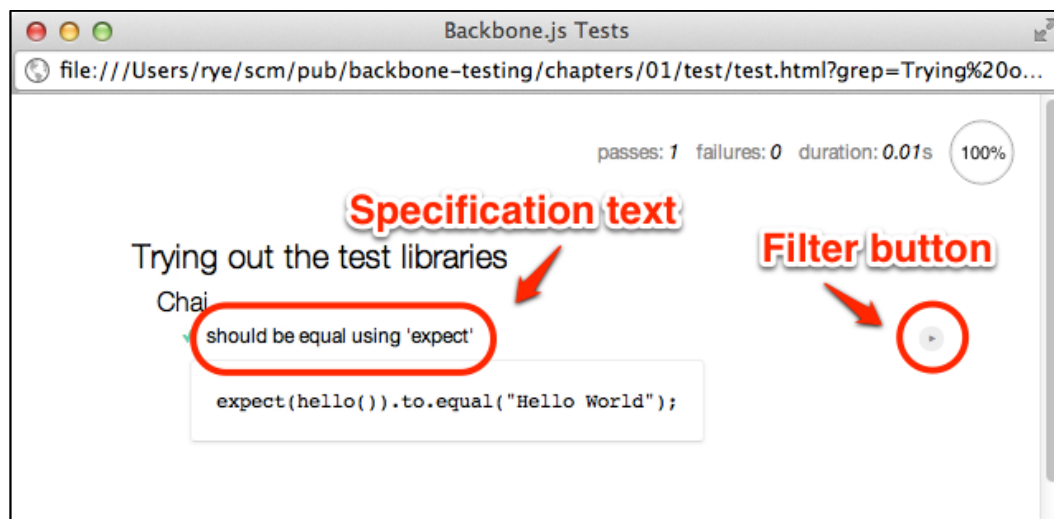 Backbone.js Tests
file:///Users/rye/scm/pub/backbone-testing/chapters/01/test/test.html?grep=Trying%20o...
passes: 1 failures: 0 duration: 0.01s 100%
Specification text
Filter button
Trying out the test libraries
Chai
should be equal using 'expect'
expect(hello()).to.equal("Hello World");